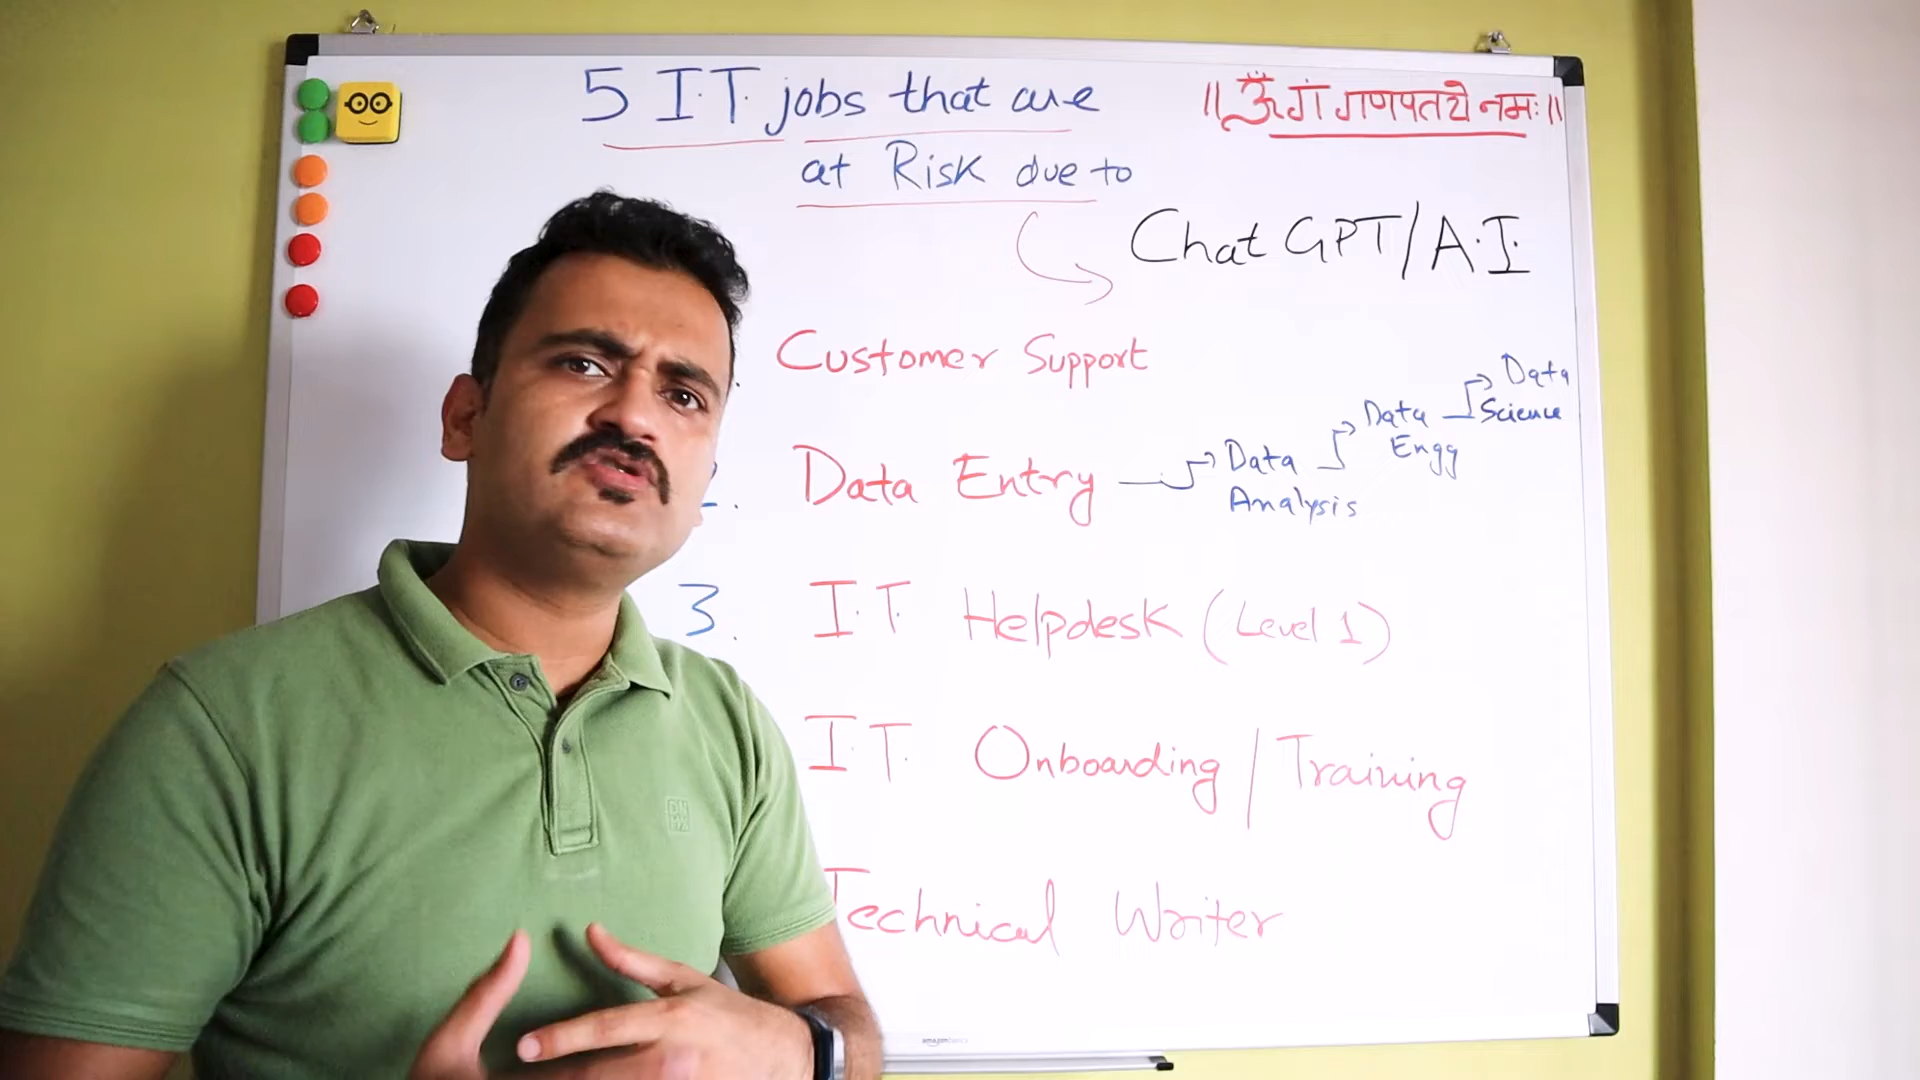 5 I.T. jobs that are
॥ ॐ गं गणपतये नमः ॥
at Risk due to
Chat GPT/A.I.
Customer Support
2. Data Entry
Data
Analysis
Data
Engg
Data
Science
3. I.T. Helpdesk (Level 1)
I.T. Onboarding / Training
Technical Writer
amazonbasics